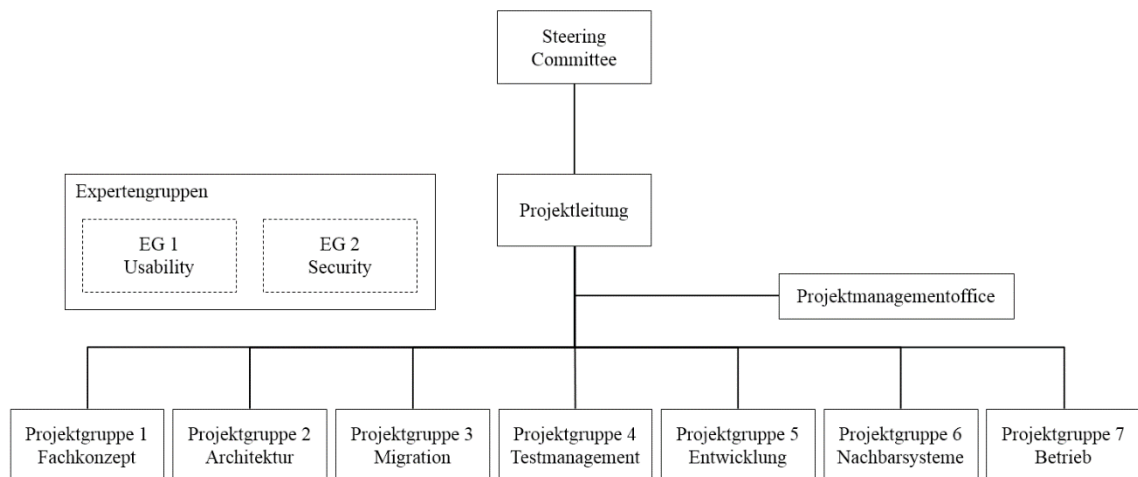 Steering
Committee
Expertengruppen
EG 1
Usability
EG 2
Security
Projektleitung
Projektmanagementoffice
Projektgruppe 1
Fachkonzept
Projektgruppe 2
Architektur
Projektgruppe 3
Migration
Projektgruppe 4
Testmanagement
Projektgruppe 5
Entwicklung
Projektgruppe 6
Nachbarsysteme
Projektgruppe 7
Betrieb